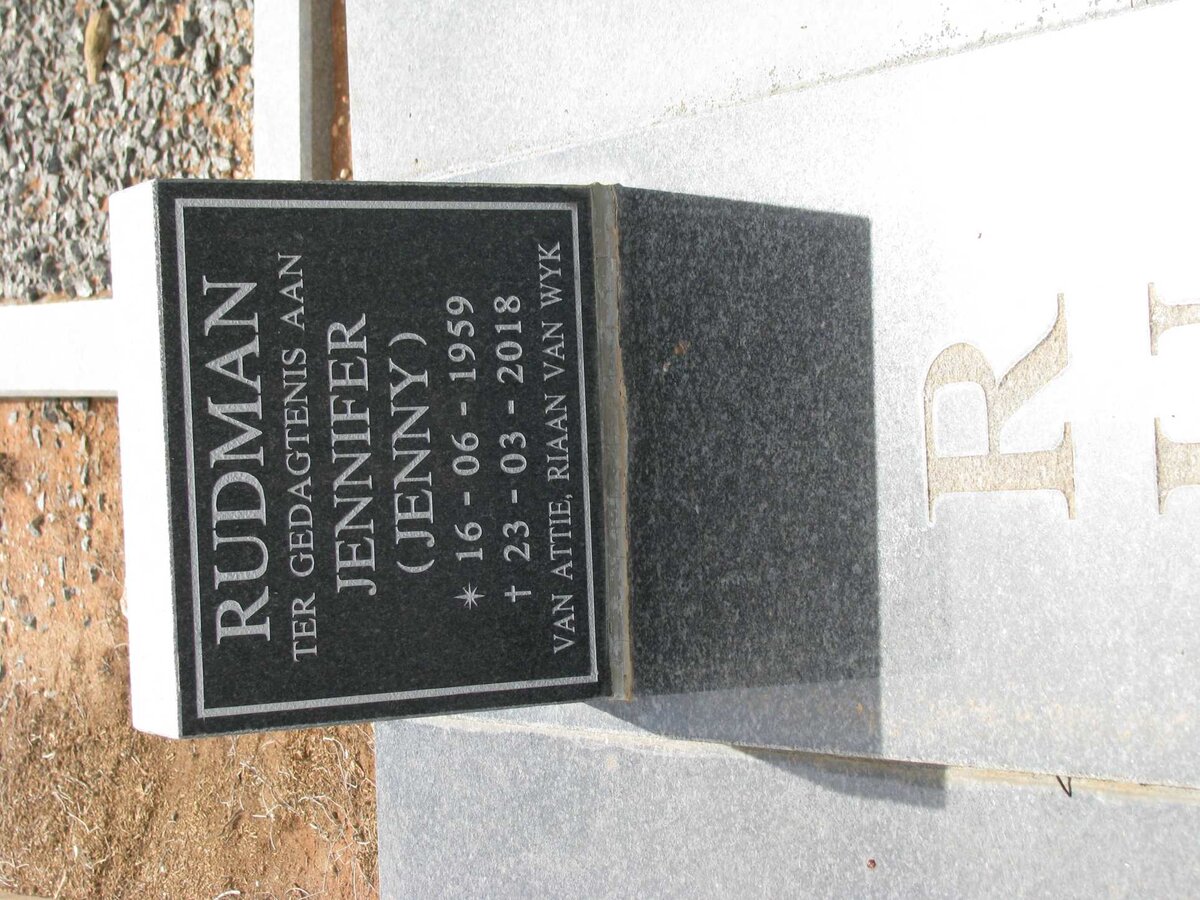 RUDMAN
TER GEDAGTENIS AAN
JENNIFER
(JENNY)
* 16 - 06 - 1959
† 23 - 03 - 2018
VAN ATTIE, RIAAN VAN WYK
R